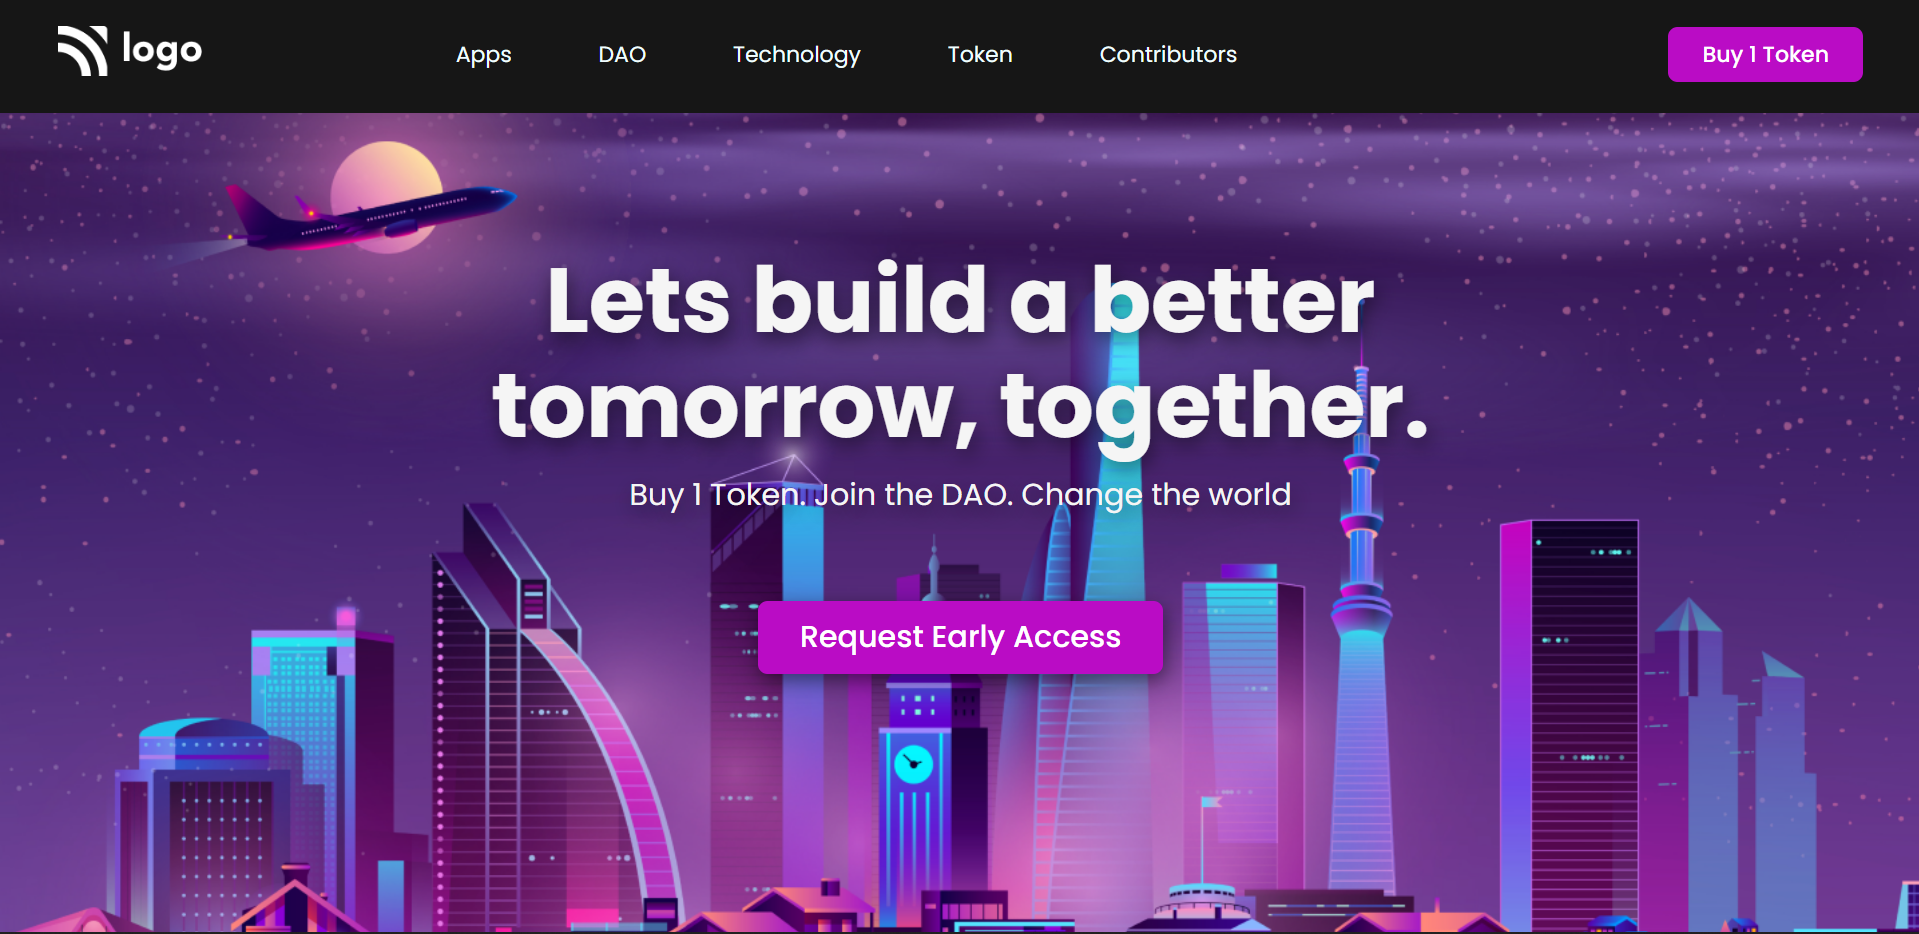 logo
Apps
DAO
Technology
Token
Contributors
Buy 1 Token
Lets build a better
tomorrow, together.
Buy 1 Token. Join the DAO. Change the world
Request Early Access